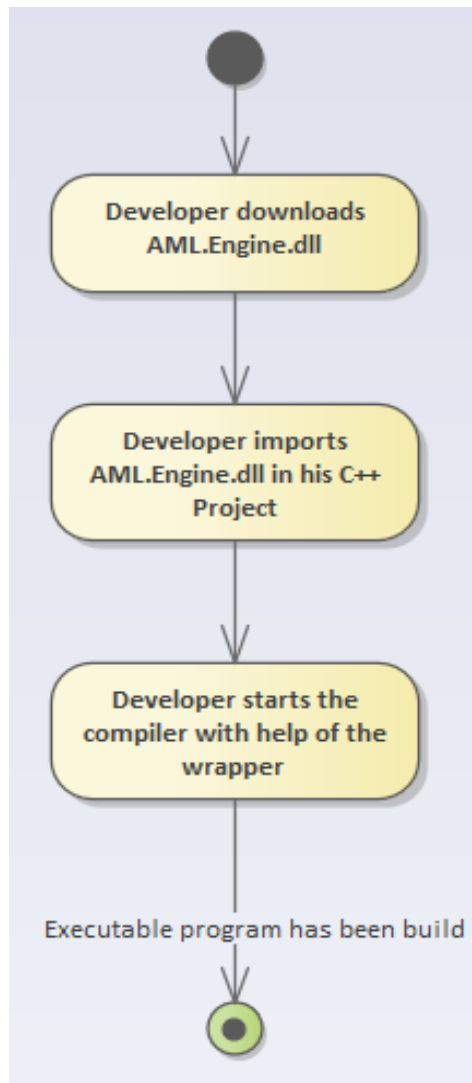 Developer downloads
AML.Engine.dll
Developer imports
AML.Engine.dll in his C++
Project
Developer starts the
compiler with help of the
wrapper
Executable program has been build